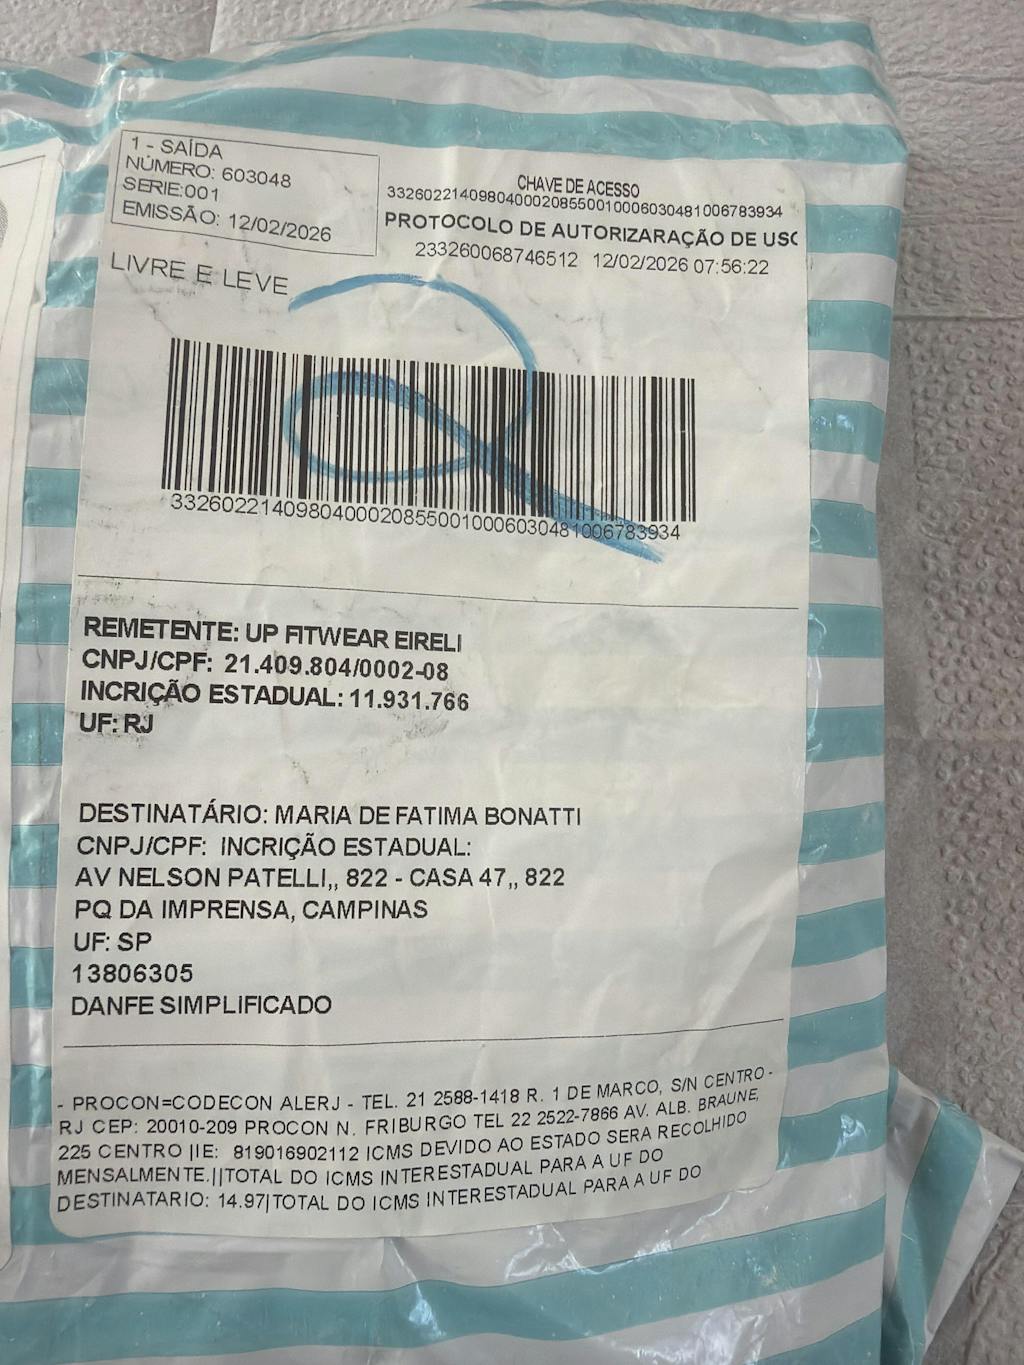 1 - SAÍDA
NÚMERO: 603048
SERIE:001
EMISSÃO: 12/02/2026
CHAVE DE ACESSO
33260221409804000208550010006030481006783934
PROTOCOLO DE AUTORIZARAÇÃO DE USO
233260068746512 12/02/2026 07:56:22
LIVRE E LEVE
33260221409804000208550010006030481006783934
REMETENTE: UP FITWEAR EIRELI
CNPJ/CPF: 21.409.804/0002-08
INCRIÇÃO ESTADUAL: 11.931.766
UF: RJ
DESTINATÁRIO: MARIA DE FATIMA BONATTI
CNPJ/CPF: INCRIÇÃO ESTADUAL:
AV NELSON PATELLI,, 822 - CASA 47,, 822
PQ DA IMPRENSA, CAMPINAS
UF: SP
13806305
DANFE SIMPLIFICADO
- PROCON=CODECON ALERJ - TEL. 21 2588-1418 R. 1 DE MARCO, S/N CENTRO -
RJ CEP: 20010-209 PROCON N. FRIBURGO TEL 22 2522-7866 AV. ALB. BRAUNE,
225 CENTRO |IE: 819016902112 ICMS DEVIDO AO ESTADO SERA RECOLHIDO
MENSALMENTE.||TOTAL DO ICMS INTERESTADUAL PARA A UF DO
DESTINATARIO: 14.97|TOTAL DO ICMS INTERESTADUAL PARA A UF DO